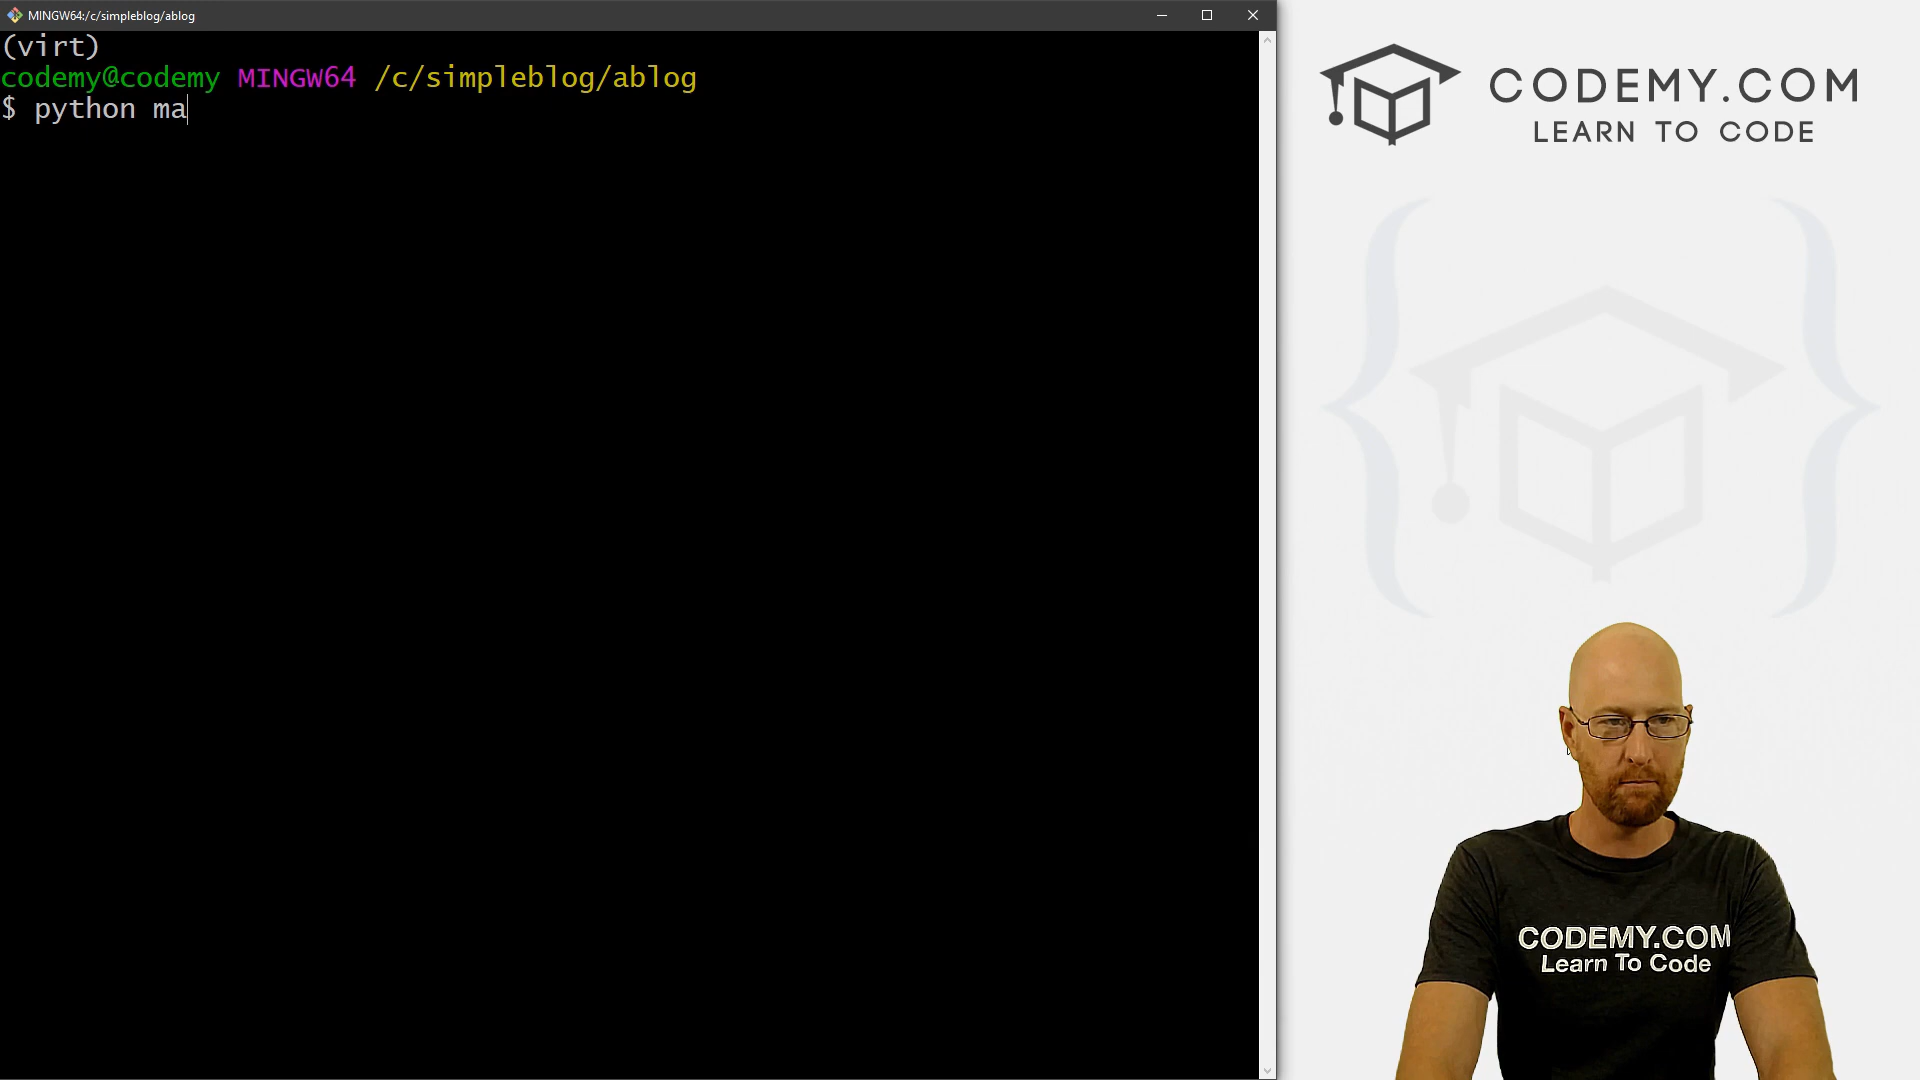 MINGW64:/c/simpleblog/ablog
(virt)
codemy@codemy MINGW64 /c/simpleblog/ablog
$ python ma
CODEMY.COM
LEARN TO CODE
CODEMY.COM
Learn To Code